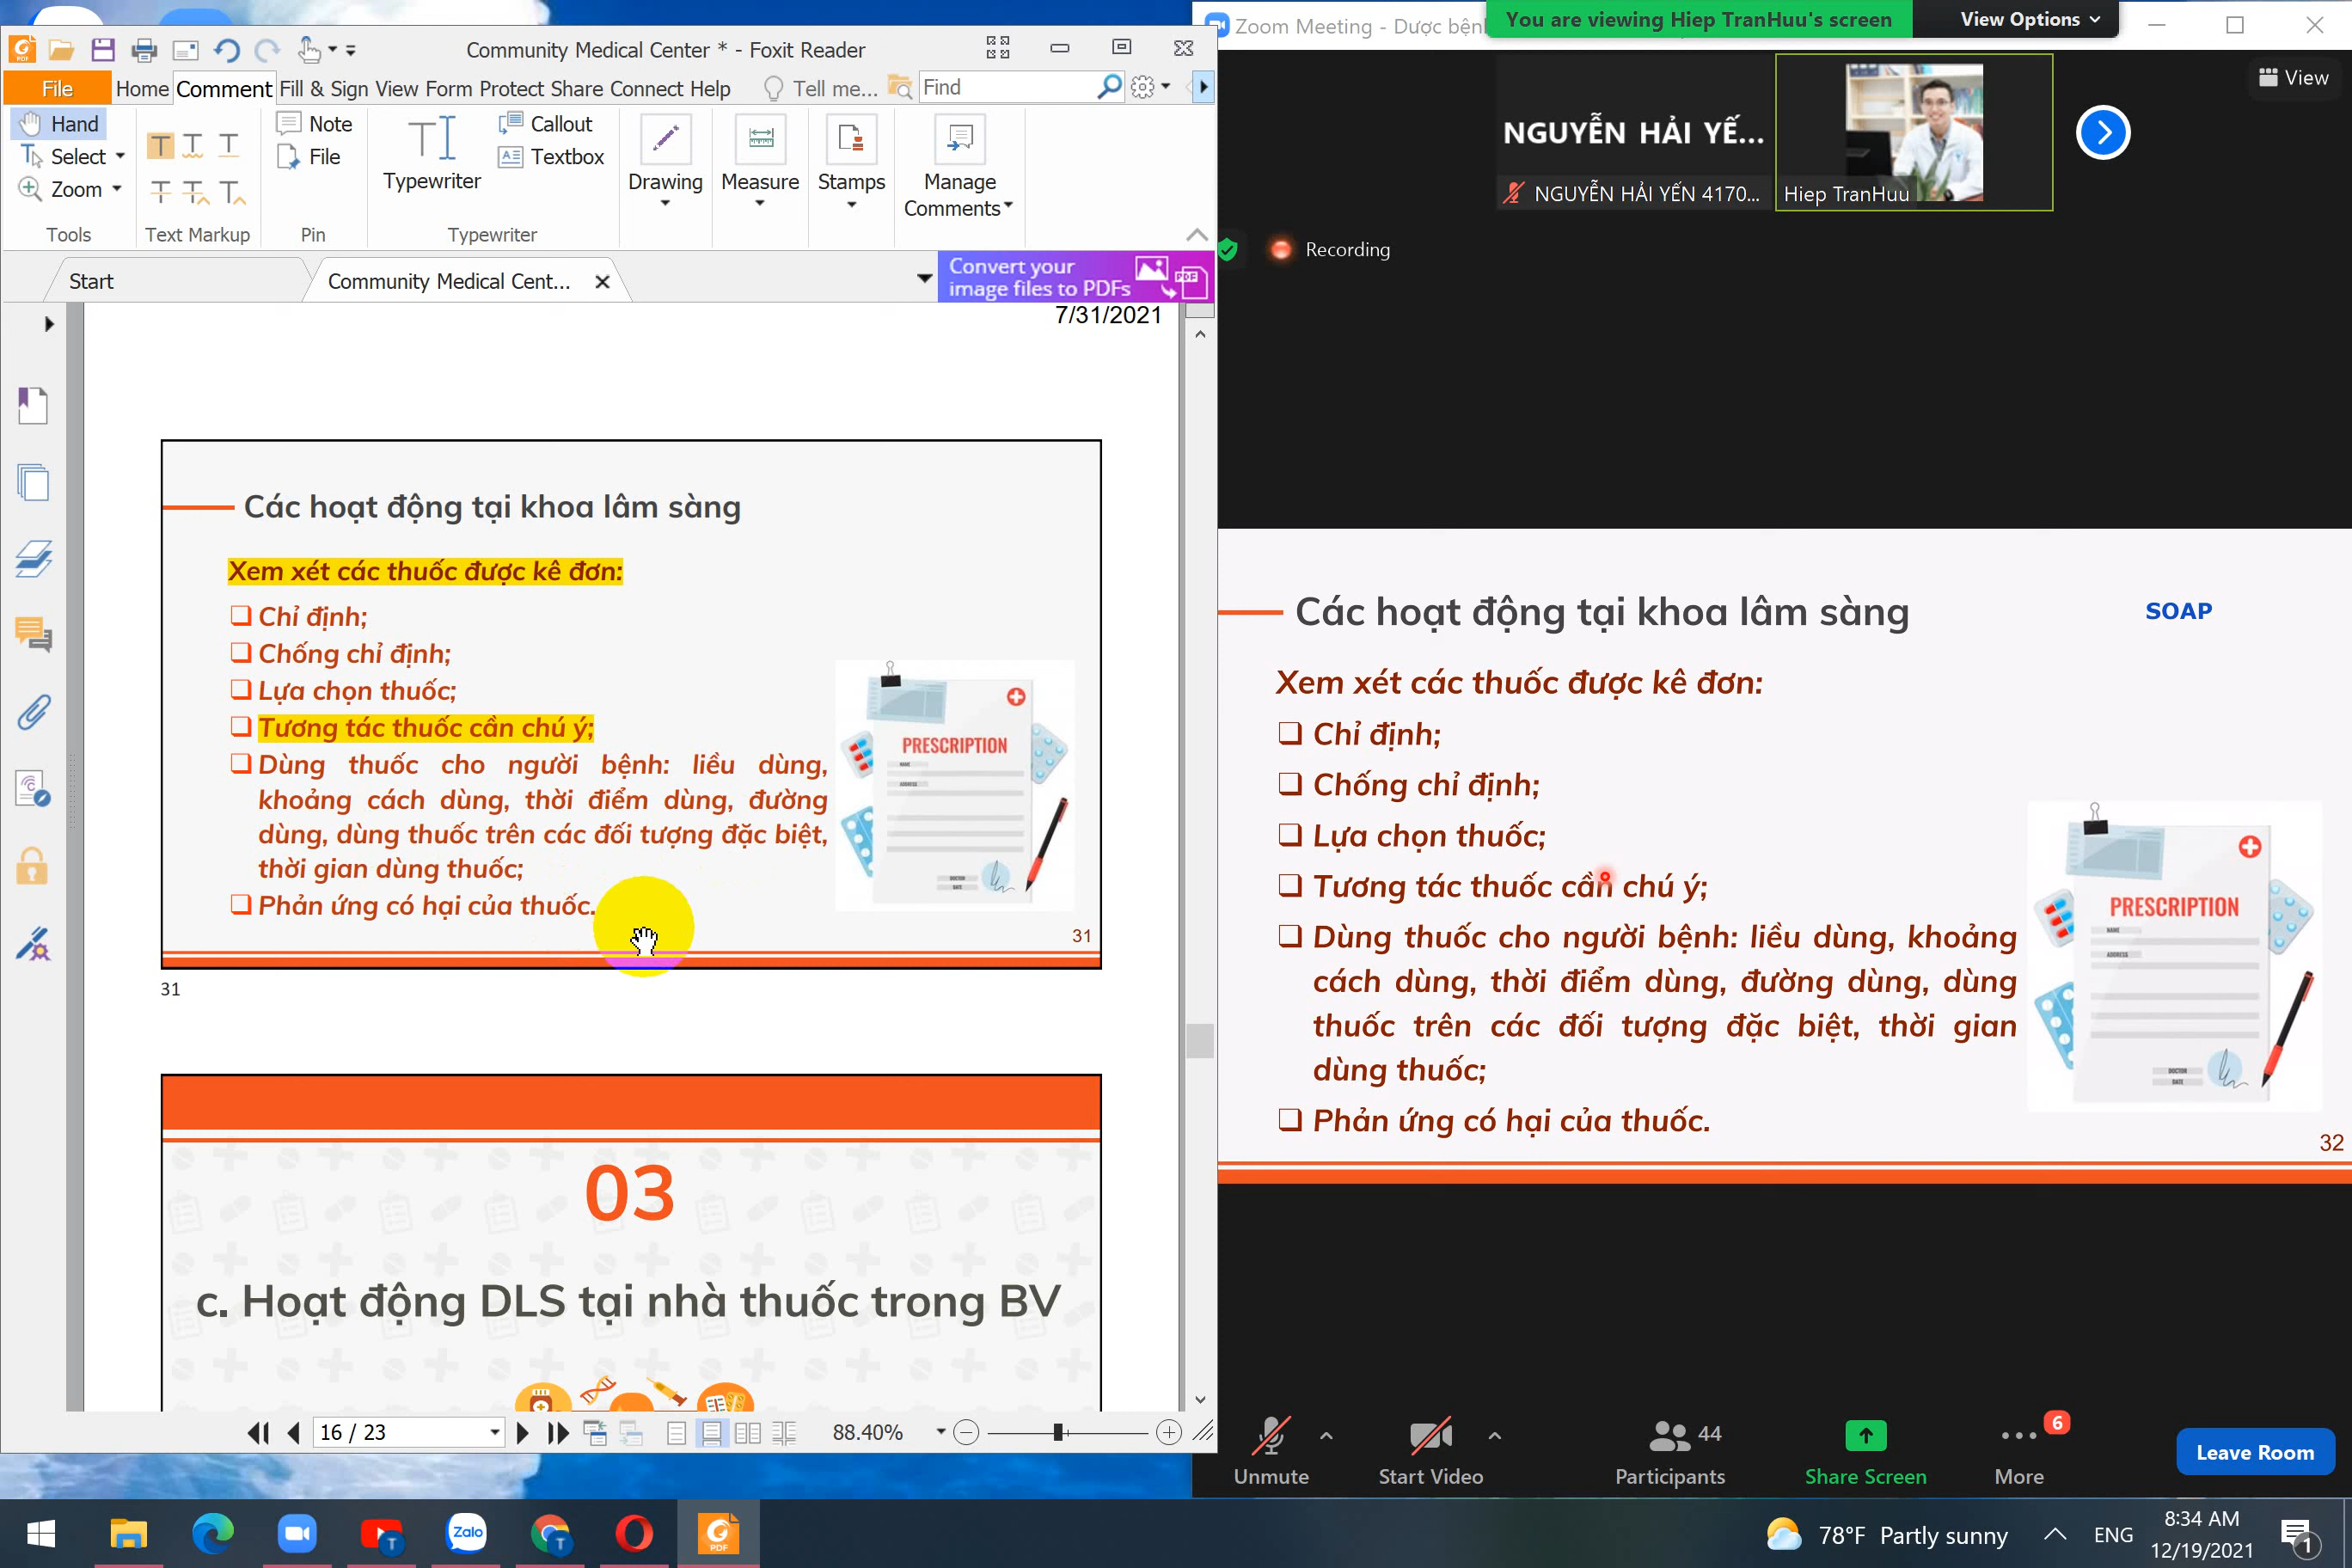 Community Medical Center * - Foxit Reader
File Home Comment Fill & Sign View Form Protect Share Connect Help Tell me... Find
Hand
Select
Zoom
Tools
Text Markup
Note
File
Pin
Typewriter
Callout
Textbox
Typewriter
Drawing
Measure
Stamps
Manage
Comments
Start
Community Medical Cent...
Convert your
image files to PDFs
7/31/2021
Các hoạt động tại khoa lâm sàng
Xem xét các thuốc được kê đơn:
❑ Chỉ định;
❑ Chống chỉ định;
❑ Lựa chọn thuốc;
❑ Tương tác thuốc cần chú ý;
❑ Dùng thuốc cho người bệnh: liều dùng,
khoảng cách dùng, thời điểm dùng, đường
dùng, dùng thuốc trên các đối tượng đặc biệt,
thời gian dùng thuốc;
❑ Phản ứng có hại của thuốc.
PRESCRIPTION
NAME
ADDRESS
DOCTOR
DATE
31
31
03
c. Hoạt động DLS tại nhà thuốc trong BV
16 / 23
88.40%
Zoom Meeting - Dược bện
You are viewing Hiep TranHuu's screen
View Options
View
NGUYỄN HẢI YẾ...
NGUYỄN HẢI YẾN 4170...
Hiep TranHuu
Recording
Các hoạt động tại khoa lâm sàng
SOAP
Xem xét các thuốc được kê đơn:
❑ Chỉ định;
❑ Chống chỉ định;
❑ Lựa chọn thuốc;
❑ Tương tác thuốc cần chú ý;
❑ Dùng thuốc cho người bệnh: liều dùng, khoảng
cách dùng, thời điểm dùng, đường dùng, dùng
thuốc trên các đối tượng đặc biệt, thời gian
dùng thuốc;
❑ Phản ứng có hại của thuốc.
PRESCRIPTION
NAME
ADDRESS
DOCTOR
DATE
32
Unmute
Start Video
44
Participants
Share Screen
6
More
Leave Room
Zalo
T
T
PDF
78°F Partly sunny
ENG
8:34 AM
12/19/2021
1